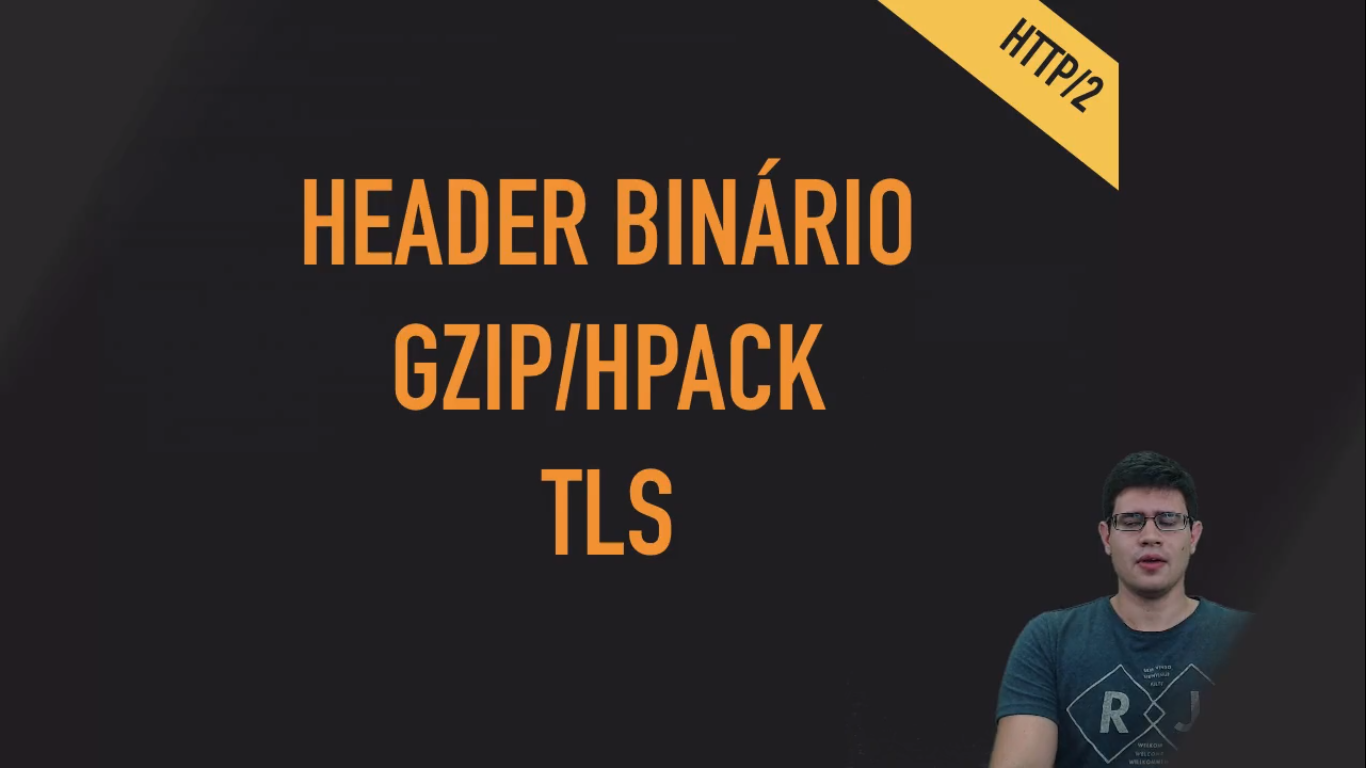 HTTP/2
HEADER BINÁRIO
GZIP/HPACK
TLS
R J